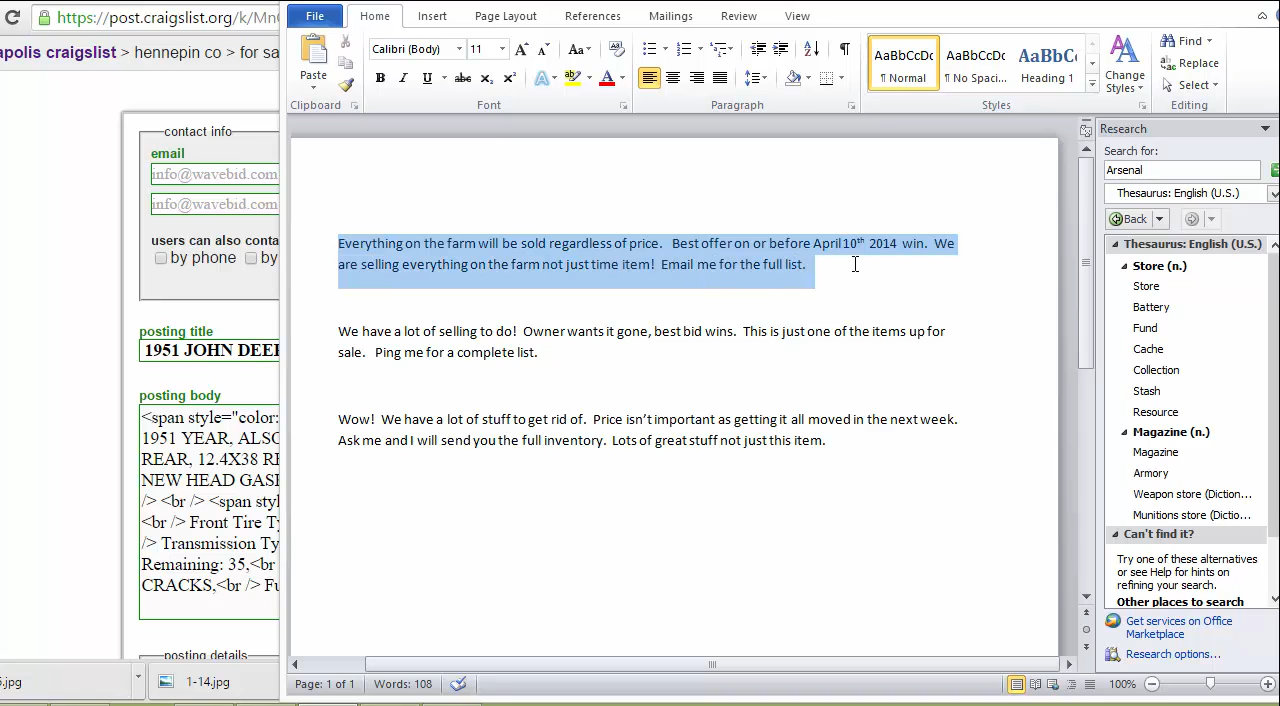 https://post.craigslist.org/k/Mn
apolis craigslist > hennepin co > for sa
contact info
email
info@wavebid.com
info@wavebid.com
users can also conta
by phone by
posting title
1951 JOHN DEE
posting body
<span style="color:
1951 YEAR, ALSO
REAR, 12.4X38 RE
NEW HEAD GASK
/> <br /> <span styl
<br /> Front Tire Ty
/> Transmission Ty
Remaining: 35,<br
CRACKS,<br /> Fu
posting details
5.jpg
1-14.jpg
File Home Insert Page Layout References Mailings Review View
Paste
Calibri (Body) 11
AaBbCcDc AaBbCcDc AaBbC
¶ Normal ¶ No Spaci... Heading 1
Change
Styles
Find
Replace
Select
Clipboard Font Paragraph Styles Editing
Everything on the farm will be sold regardless of price. Best offer on or before April 10th 2014 win. We
are selling everything on the farm not just time item! Email me for the full list.
We have a lot of selling to do! Owner wants it gone, best bid wins. This is just one of the items up for
sale. Ping me for a complete list.
Wow! We have a lot of stuff to get rid of. Price isn't important as getting it all moved in the next week.
Ask me and I will send you the full inventory. Lots of great stuff not just this item.
Research
Search for:
Arsenal
Thesaurus: English (U.S.)
Back
Thesaurus: English (U.S.)
Store (n.)
Store
Battery
Fund
Cache
Collection
Stash
Resource
Magazine (n.)
Magazine
Armory
Weapon store (Diction...
Munitions store (Dictio...
Can't find it?
Try one of these alternatives
or see Help for hints on
refining your search.
Other places to search
Get services on Office
Marketplace
Research options...
Page: 1 of 1 Words: 108
100%